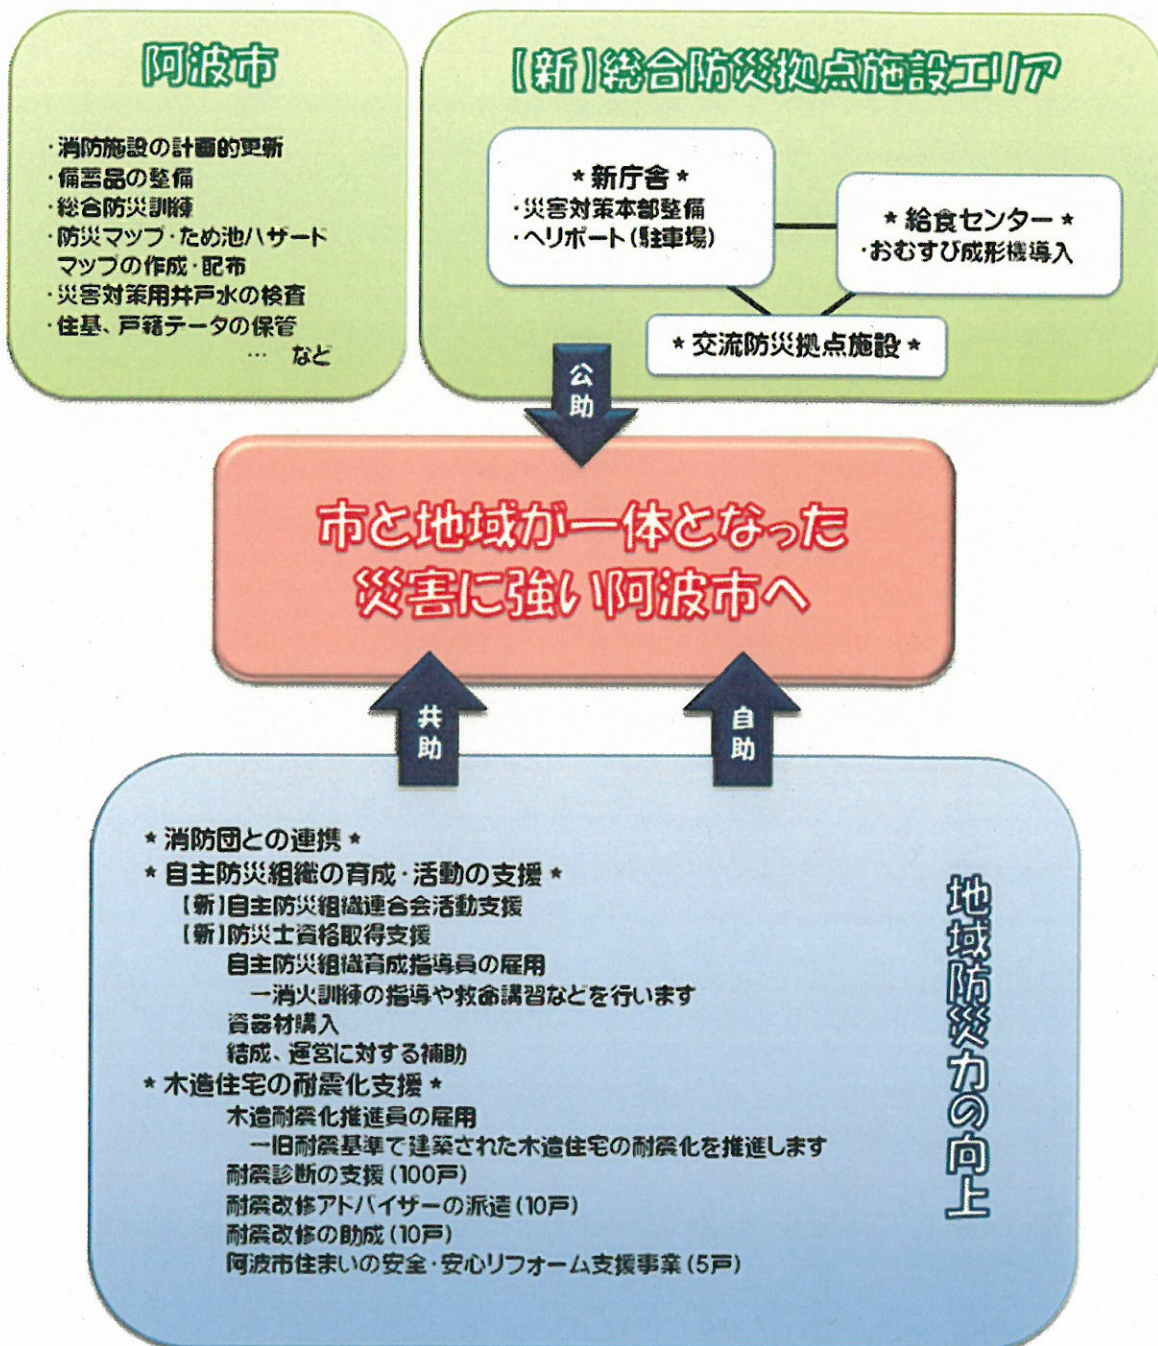 阿波市
・消防施設の計画的更新
・備蓄品の整備
・総合防災訓練
・防災マップ・ため池ハザード
マップの作成・配布
・災害対策用井戸水の検査
・住基、戸籍データの保管
… など
【新】総合防災拠点施設エリア
★新庁舎★
・災害対策本部整備
・ヘリポート(駐車場)
★給食センター★
・おむすび成形機導入
★交流防災拠点施設★
公助
市と地域が一体となった
災害に強い阿波市へ
共助
自助
★消防団との連携★
★自主防災組織の育成・活動の支援★
【新】自主防災組織連合会活動支援
【新】防災士資格取得支援
自主防災組織育成指導員の雇用
―消火訓練の指導や救命講習などを行います
資器材購入
結成、運営に対する補助
★木造住宅の耐震化支援★
木造耐震化推進員の雇用
―旧耐震基準で建築された木造住宅の耐震化を推進します
耐震診断の支援(100戸)
耐震改修アドバイザーの派遣(10戸)
耐震改修の助成(10戸)
阿波市住まいの安全・安心リフォーム支援事業(5戸)
地域防災力の向上